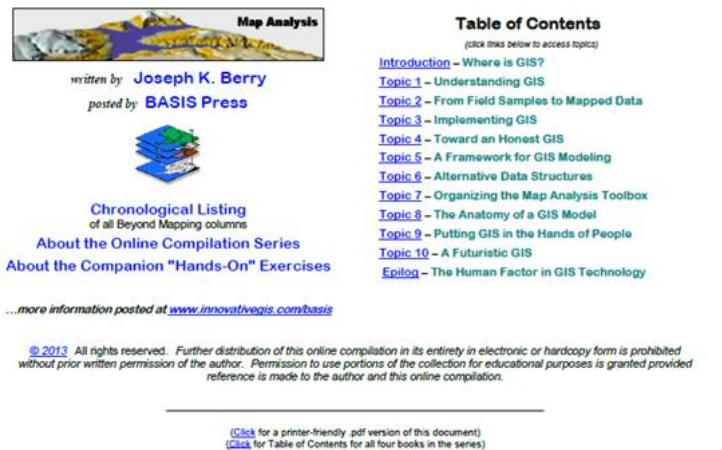 Map Analysis
written by Joseph K. Berry
posted by BASIS Press
Chronological Listing
of all Beyond Mapping columns
About the Online Compilation Series
About the Companion "Hands-On" Exercises
…more information posted at www.innovativegis.com/basis
Table of Contents
(click links below to access topics)
Introduction – Where is GIS?
Topic 1 – Understanding GIS
Topic 2 – From Field Samples to Mapped Data
Topic 3 – Implementing GIS
Topic 4 – Toward an Honest GIS
Topic 5 – A Framework for GIS Modeling
Topic 6 – Alternative Data Structures
Topic 7 – Organizing the Map Analysis Toolbox
Topic 8 – The Anatomy of a GIS Model
Topic 9 – Putting GIS in the Hands of People
Topic 10 – A Futuristic GIS
Epilog – The Human Factor in GIS Technology
© 2013 All rights reserved. Further distribution of this online compilation in its entirety in electronic or hardcopy form is prohibited
without prior written permission of the author. Permission to use portions of the collection for educational purposes is granted provided
reference is made to the author and this online compilation.
(Click for a printer-friendly .pdf version of this document)
(Click for Table of Contents for all four books in the series)